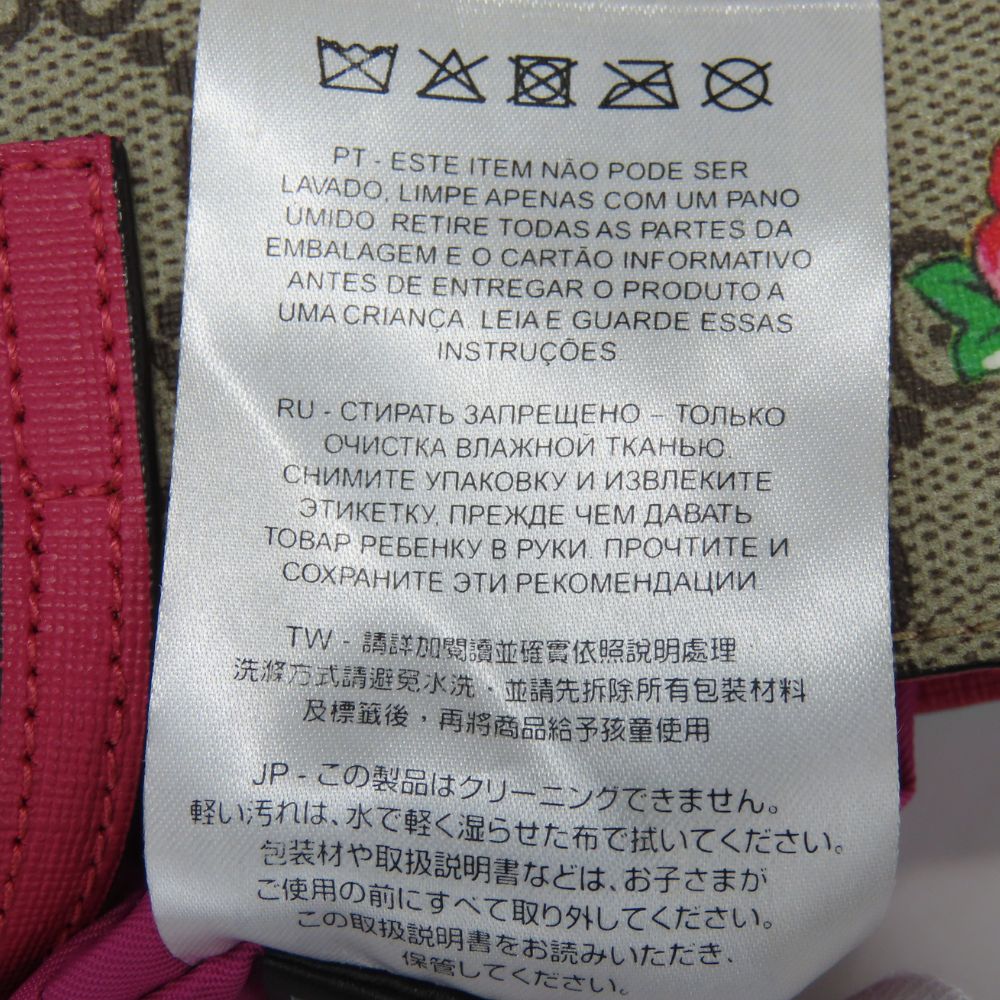 PT - ESTE ITEM NÃO PODE SER
LAVADO, LIMPE APENAS COM UM PANO
ÚMIDO. RETIRE TODAS AS PARTES DA
EMBALAGEM E O CARTÃO INFORMATIVO
ANTES DE ENTREGAR O PRODUTO A
UMA CRIANÇA. LEIA E GUARDE ESSAS
INSTRUÇÕES
RU - СТИРАТЬ ЗАПРЕЩЕНО – ТОЛЬКО
ОЧИСТКА ВЛАЖНОЙ ТКАНЬЮ.
СНИМИТЕ УПАКОВКУ И ИЗВЛЕКИТЕ
ЭТИКЕТКУ, ПРЕЖДЕ ЧЕМ ДАВАТЬ
ТОВАР РЕБЕНКУ В РУКИ. ПРОЧТИТЕ И
СОХРАНИТЕ ЭТИ РЕКОМЕНДАЦИИ
TW - 請詳加閱讀並確實依照說明處理
洗滌方式請避免水洗，並請先拆除所有包裝材料
及標籤後，再將商品給予孩童使用
JP - この製品はクリーニングできません。
軽い汚れは、水で軽く湿らせた布で拭いてください。
包装材や取扱説明書などは、お子さまが
ご使用の前にすべて取り外してください。
この取扱説明書をお読みいただき、
保管してください。